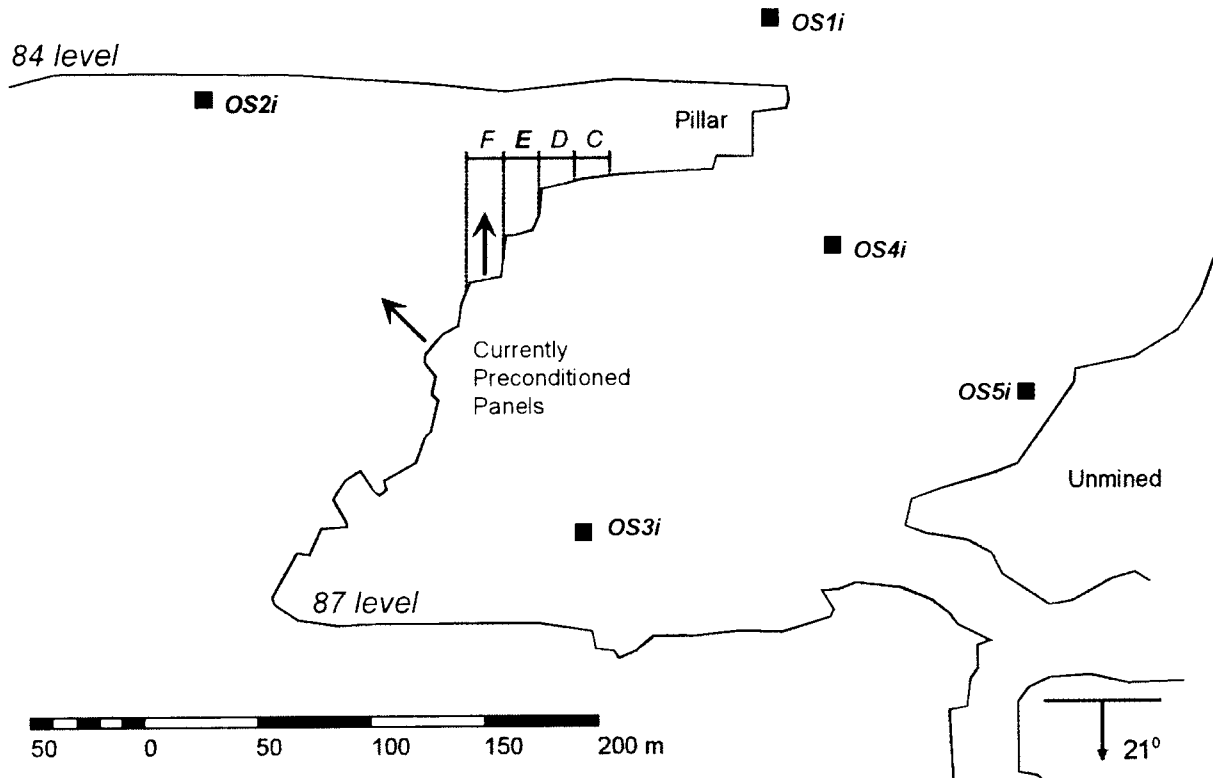 OS1i
84 level
OS2i
Pillar
F E D C
OS4i
Currently
Preconditioned
Panels
OS5i
Unmined
OS3i
87 level
50 0 50 100 150 200 m
21°